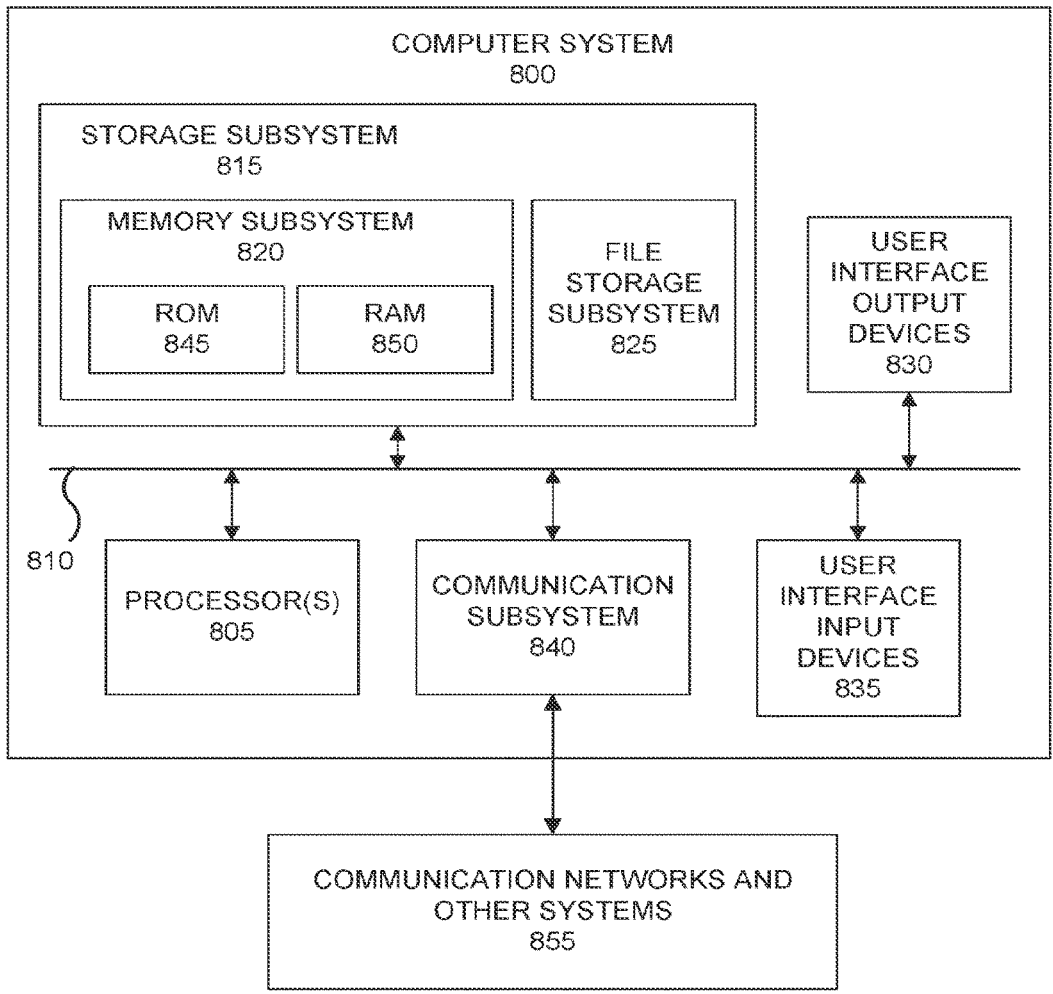 COMPUTER SYSTEM
800
STORAGE SUBSYSTEM
815
MEMORY SUBSYSTEM
820
ROM
845
RAM
850
FILE
STORAGE
SUBSYSTEM
825
USER
INTERFACE
OUTPUT
DEVICES
830
810
PROCESSOR(S)
805
COMMUNICATION
SUBSYSTEM
840
USER
INTERFACE
INPUT
DEVICES
835
COMMUNICATION NETWORKS AND
OTHER SYSTEMS
855